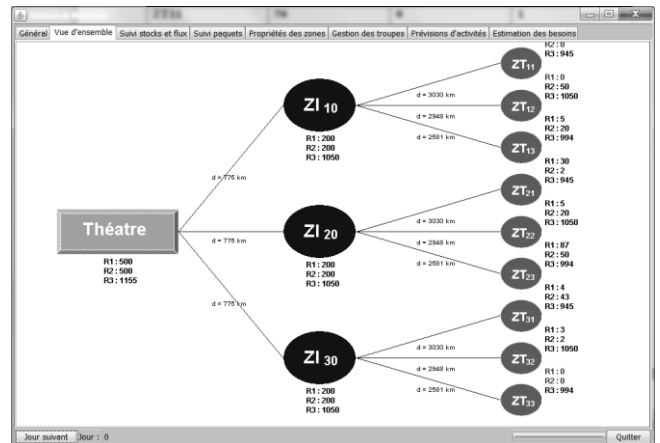 Général Vue d'ensemble Suivi stocks et flux Suivi paquets Propriétés des zones Gestion des troupes Prévisions d'activités Estimation des besoins
Théatre
R1 : 500
R2 : 500
R3 : 1155
d = 775 km
d = 775 km
d = 775 km
ZI 10
R1 : 200
R2 : 200
R3 : 1050
ZI 20
R1 : 200
R2 : 200
R3 : 1050
ZI 30
R1 : 200
R2 : 200
R3 : 1050
d = 3030 km
d = 2948 km
d = 2581 km
d = 3030 km
d = 2948 km
d = 2581 km
d = 3030 km
d = 2948 km
d = 2581 km
ZT11
R2 : 0
R3 : 945
ZT12
R1 : 0
R2 : 50
R3 : 1050
ZT13
R1 : 5
R2 : 20
R3 : 994
ZT21
R1 : 30
R2 : 2
R3 : 945
ZT22
R1 : 5
R2 : 20
R3 : 1050
ZT23
R1 : 87
R2 : 50
R3 : 994
ZT31
R1 : 4
R2 : 43
R3 : 945
ZT32
R1 : 3
R2 : 2
R3 : 1050
ZT33
R1 : 0
R2 : 0
R3 : 994
Jour suivant Jour : 0
Quitter